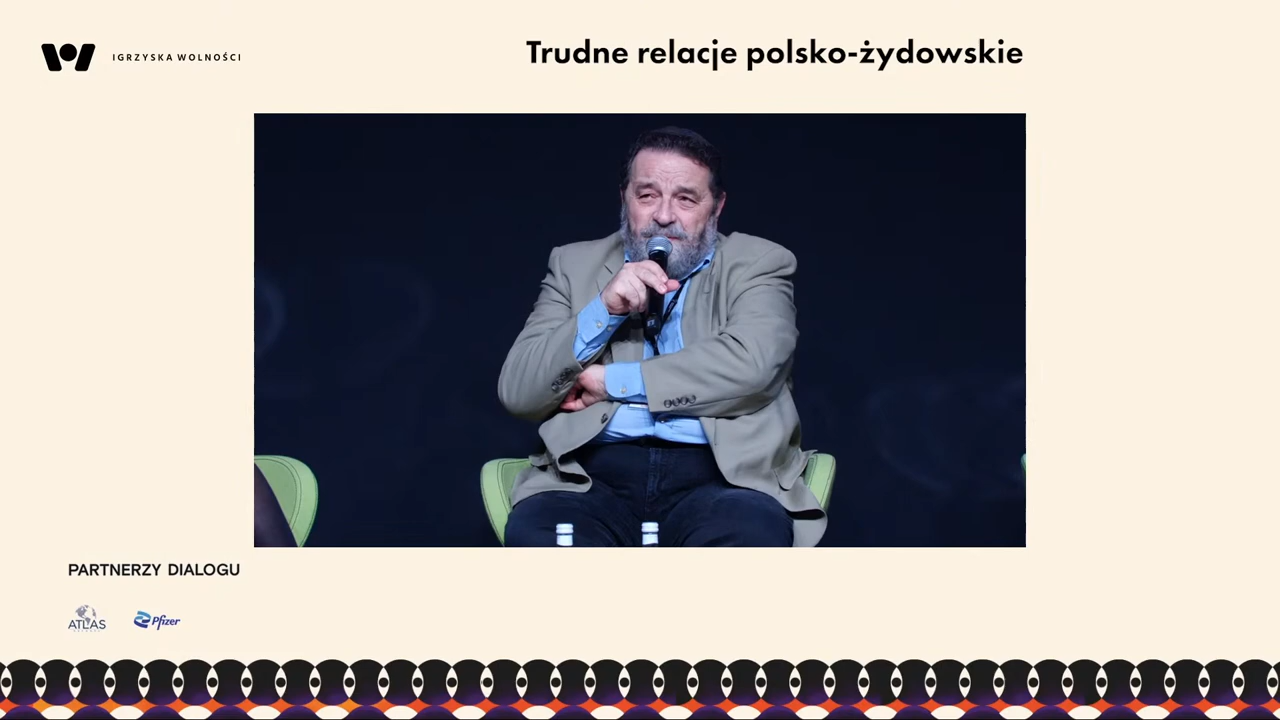 IGRZYSKA WOLNOŚCI
Trudne relacje polsko-żydowskie
PARTNERZY DIALOGU
ATLAS
Pfizer